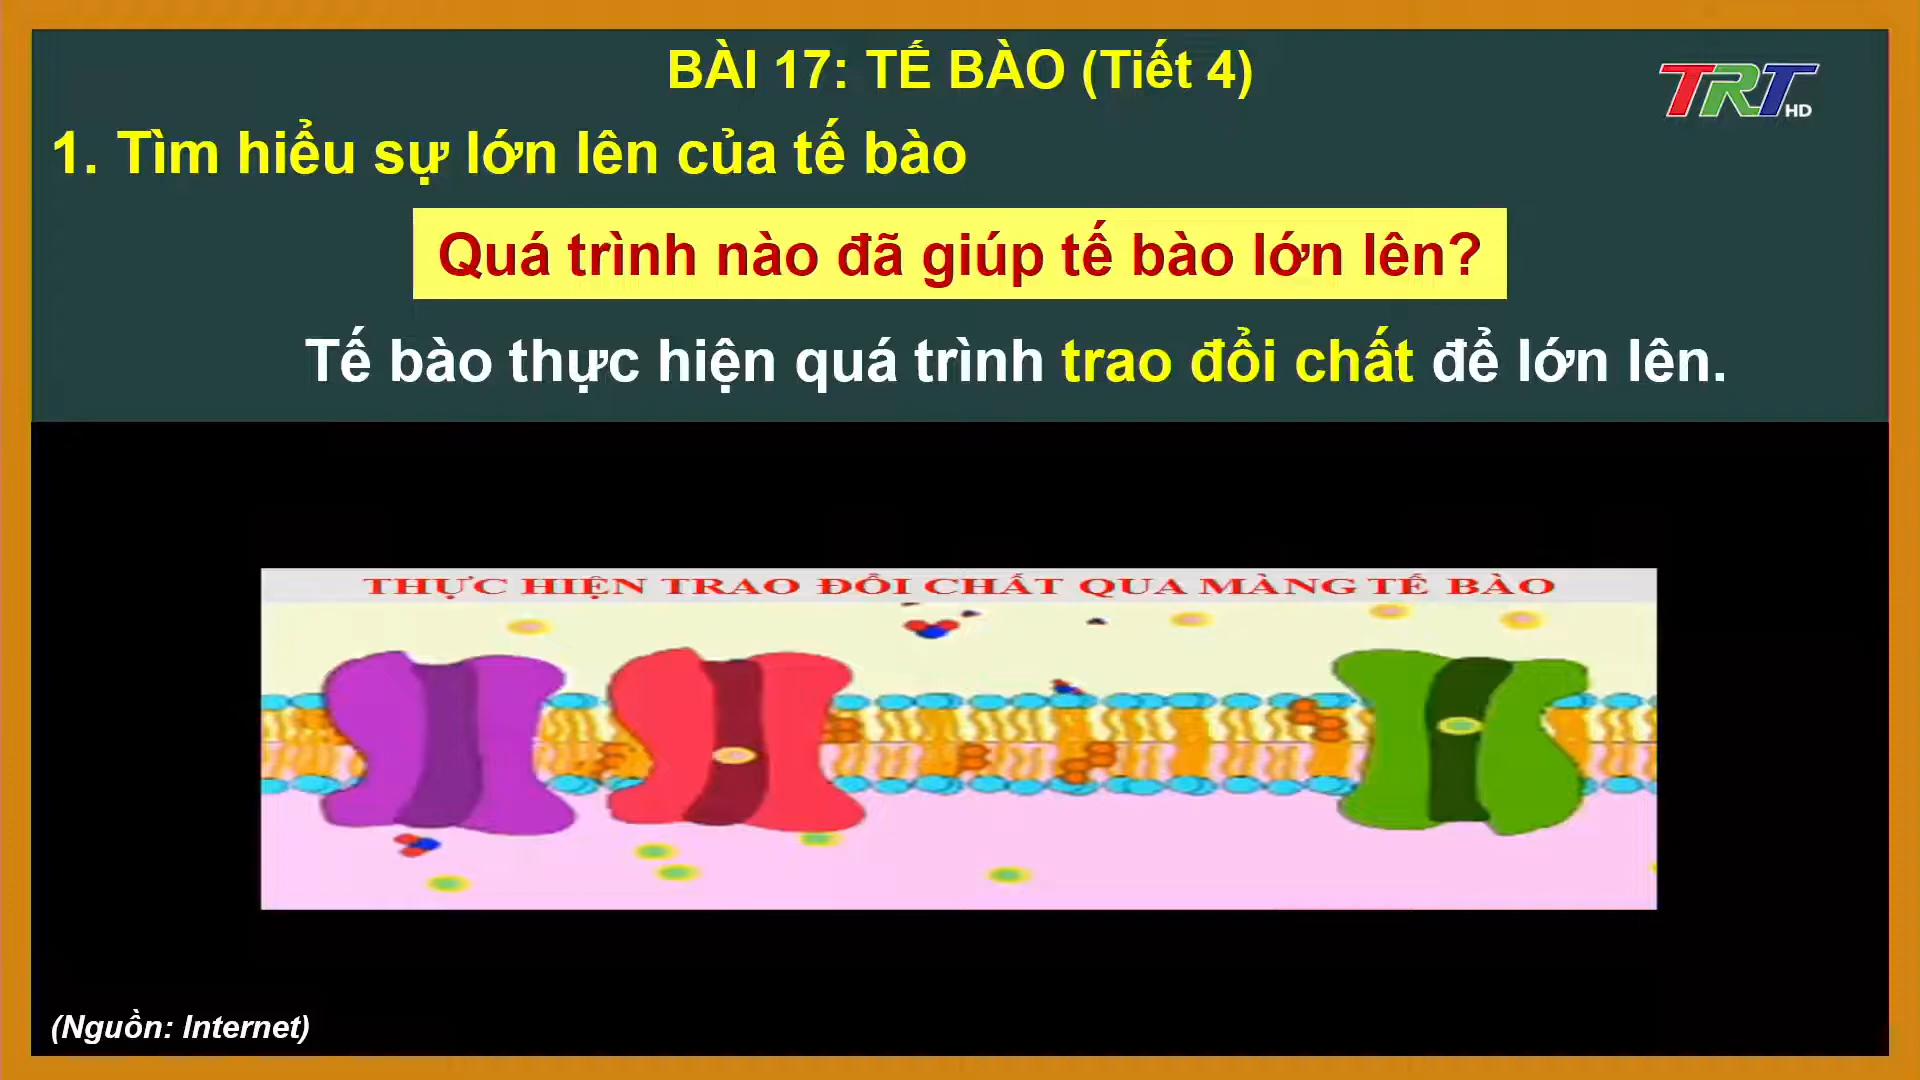 BÀI 17: TẾ BÀO (Tiết 4)
TRT HD
1. Tìm hiểu sự lớn lên của tế bào
Quá trình nào đã giúp tế bào lớn lên?
Tế bào thực hiện quá trình trao đổi chất để lớn lên.
THỰC HIỆN TRAO ĐỔI CHẤT QUA MÀNG TẾ BÀO
(Nguồn: Internet)